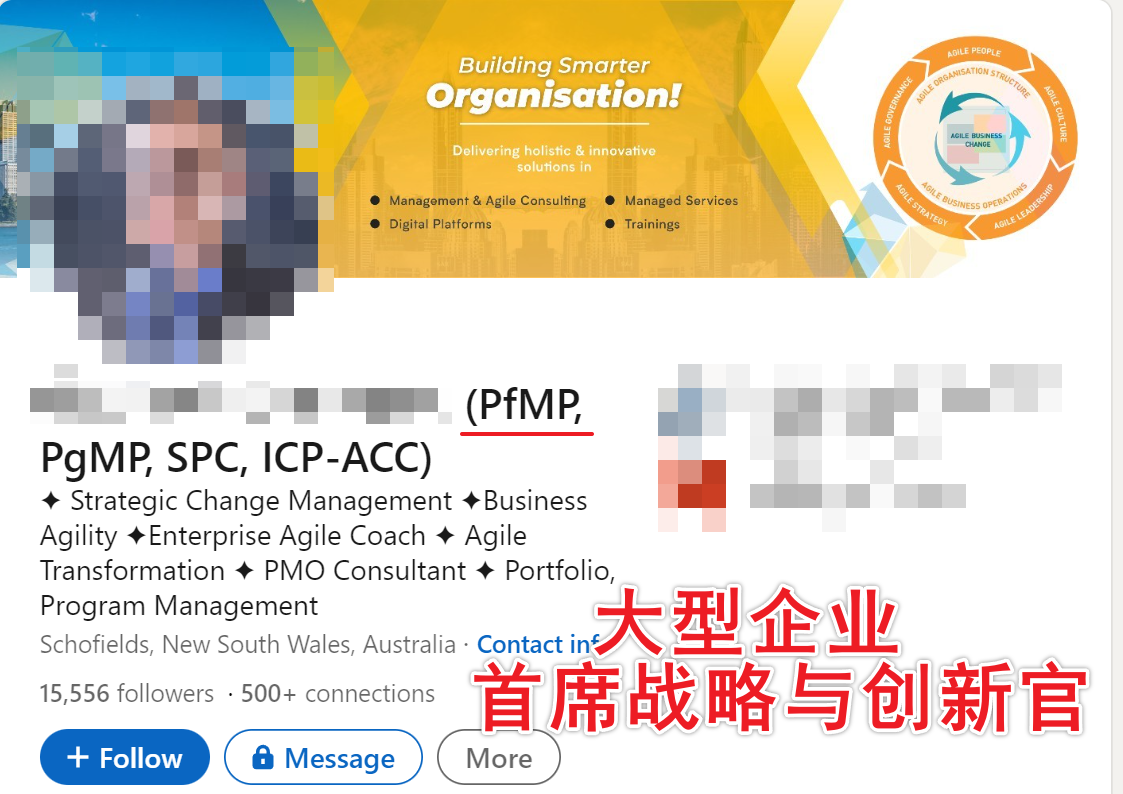 Building Smarter
Organisation!
Delivering holistic & innovative
solutions in
● Management & Agile Consulting
● Managed Services
● Digital Platforms
● Trainings
AGILE PEOPLE
AGILE CULTURE
AGILE LEADERSHIP
AGILE STRATEGY
AGILE GOVERNANCE
AGILE ORGANISATION STRUCTURE
AGILE BUSINESS OPERATIONS
AGILE BUSINESS
CHANGE
(PfMP,
PgMP, SPC, ICP-ACC)
✦ Strategic Change Management ✦Business
Agility ✦Enterprise Agile Coach ✦ Agile
Transformation ✦ PMO Consultant ✦ Portfolio,
Program Management
Schofields, New South Wales, Australia · Contact inf
大型企业
15,556 followers · 500+ connections
首席战略与创新官
+ Follow
Message
More